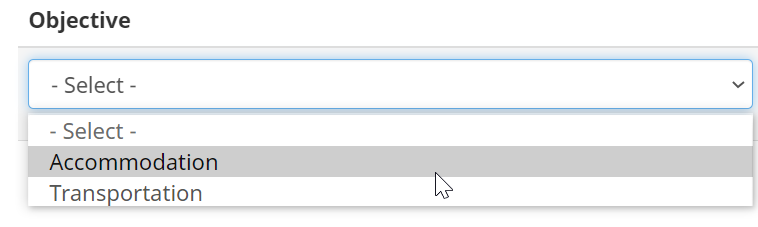 Objective
- Select -
- Select -
Accommodation
Transportation